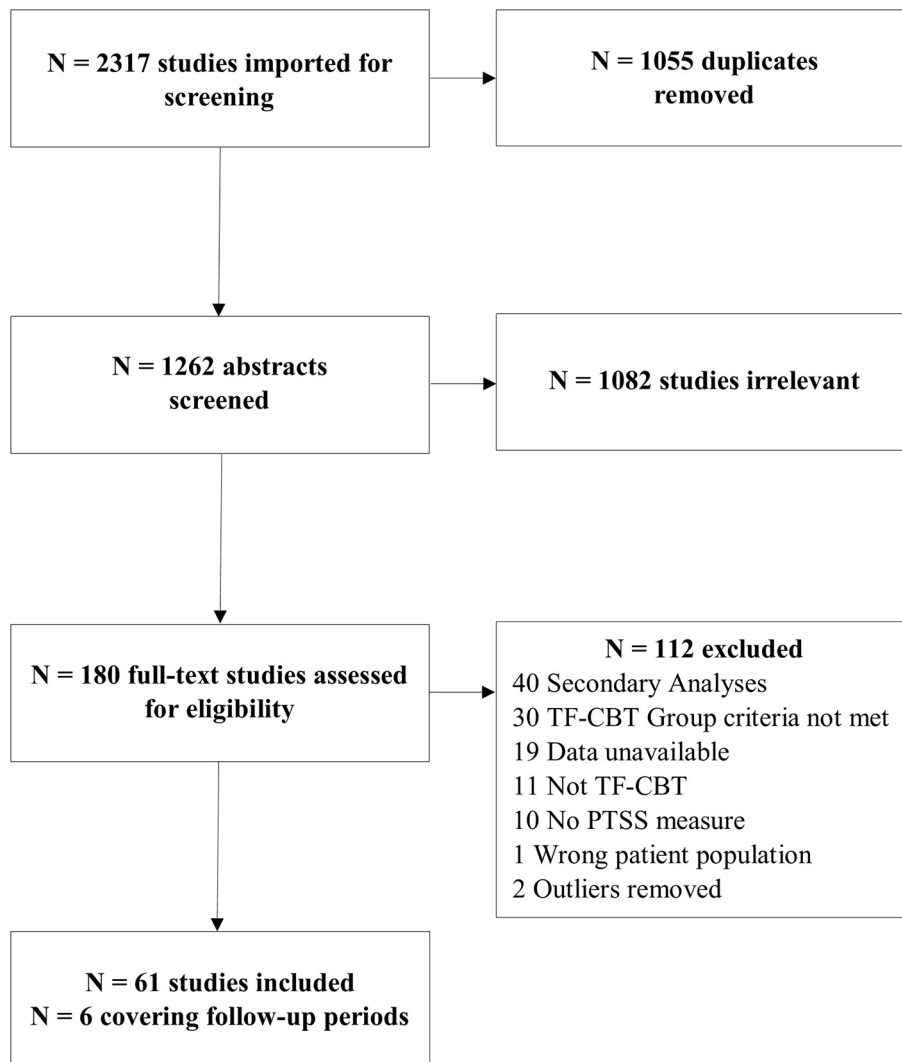 N = 2317 studies imported for
screening
N = 1055 duplicates
removed
N = 1262 abstracts
screened
N = 1082 studies irrelevant
N = 180 full-text studies assessed
for eligibility
N = 112 excluded
40 Secondary Analyses
30 TF-CBT Group criteria not met
19 Data unavailable
11 Not TF-CBT
10 No PTSS measure
1 Wrong patient population
2 Outliers removed
N = 61 studies included
N = 6 covering follow-up periods